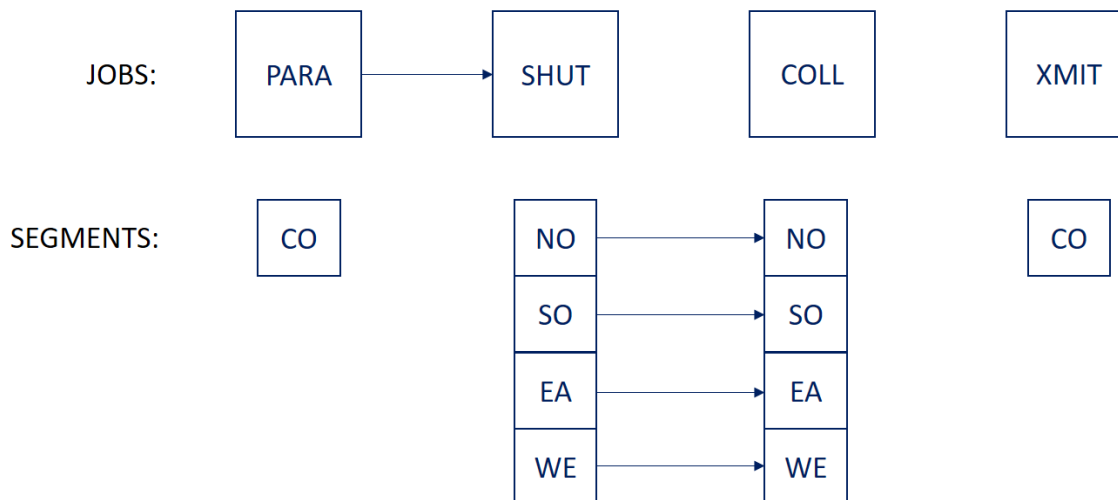 JOBS: PARA SHUT COLL XMIT
SEGMENTS: CO NO NO CO
SO SO
EA EA
WE WE